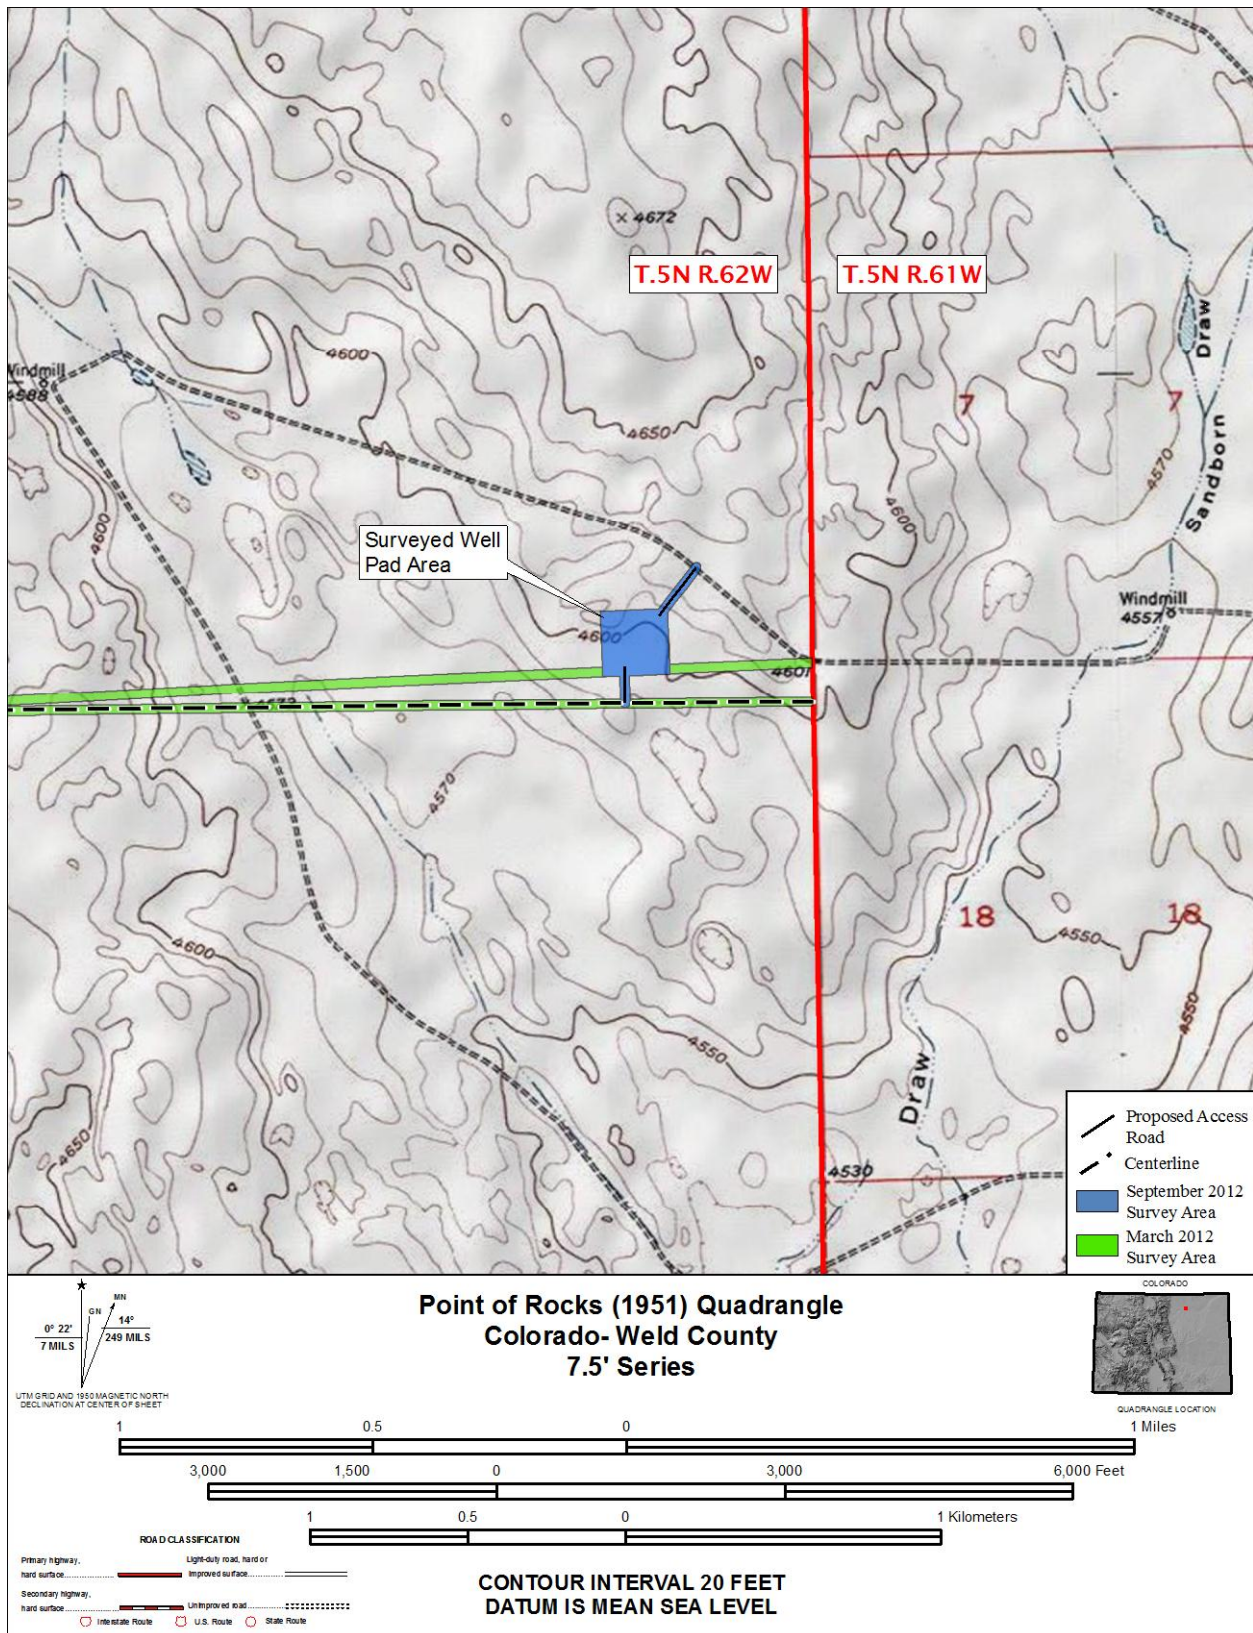 4672
T.5N R.62W
T.5N R.61W
Draw
4600
Windmill
4588
7
7
4650
Sandborn
4570
4600
4600
Surveyed Well
Pad Area
Windmill
4557
4600
4601
4570
18
18
4550
4600
4550
4550
Draw
4650
4530
Proposed Access
Road
Centerline
September 2012
Survey Area
March 2012
Survey Area
MN
GN
0° 22'
7 MILS
14°
249 MILS
UTM GRID AND 1950 MAGNETIC NORTH
DECLINATION AT CENTER OF SHEET
Point of Rocks (1951) Quadrangle
Colorado- Weld County
7.5' Series
COLORADO
QUADRANGLE LOCATION
1 0.5 0 1 Miles
3,000 1,500 0 3,000 6,000 Feet
1 0.5 0 1 Kilometers
ROAD CLASSIFICATION
Primary highway,
hard surface
Light-duty road, hard or
Improved surface
Secondary highway,
hard surface
Unimproved road
Interstate Route U.S. Route State Route
CONTOUR INTERVAL 20 FEET
DATUM IS MEAN SEA LEVEL